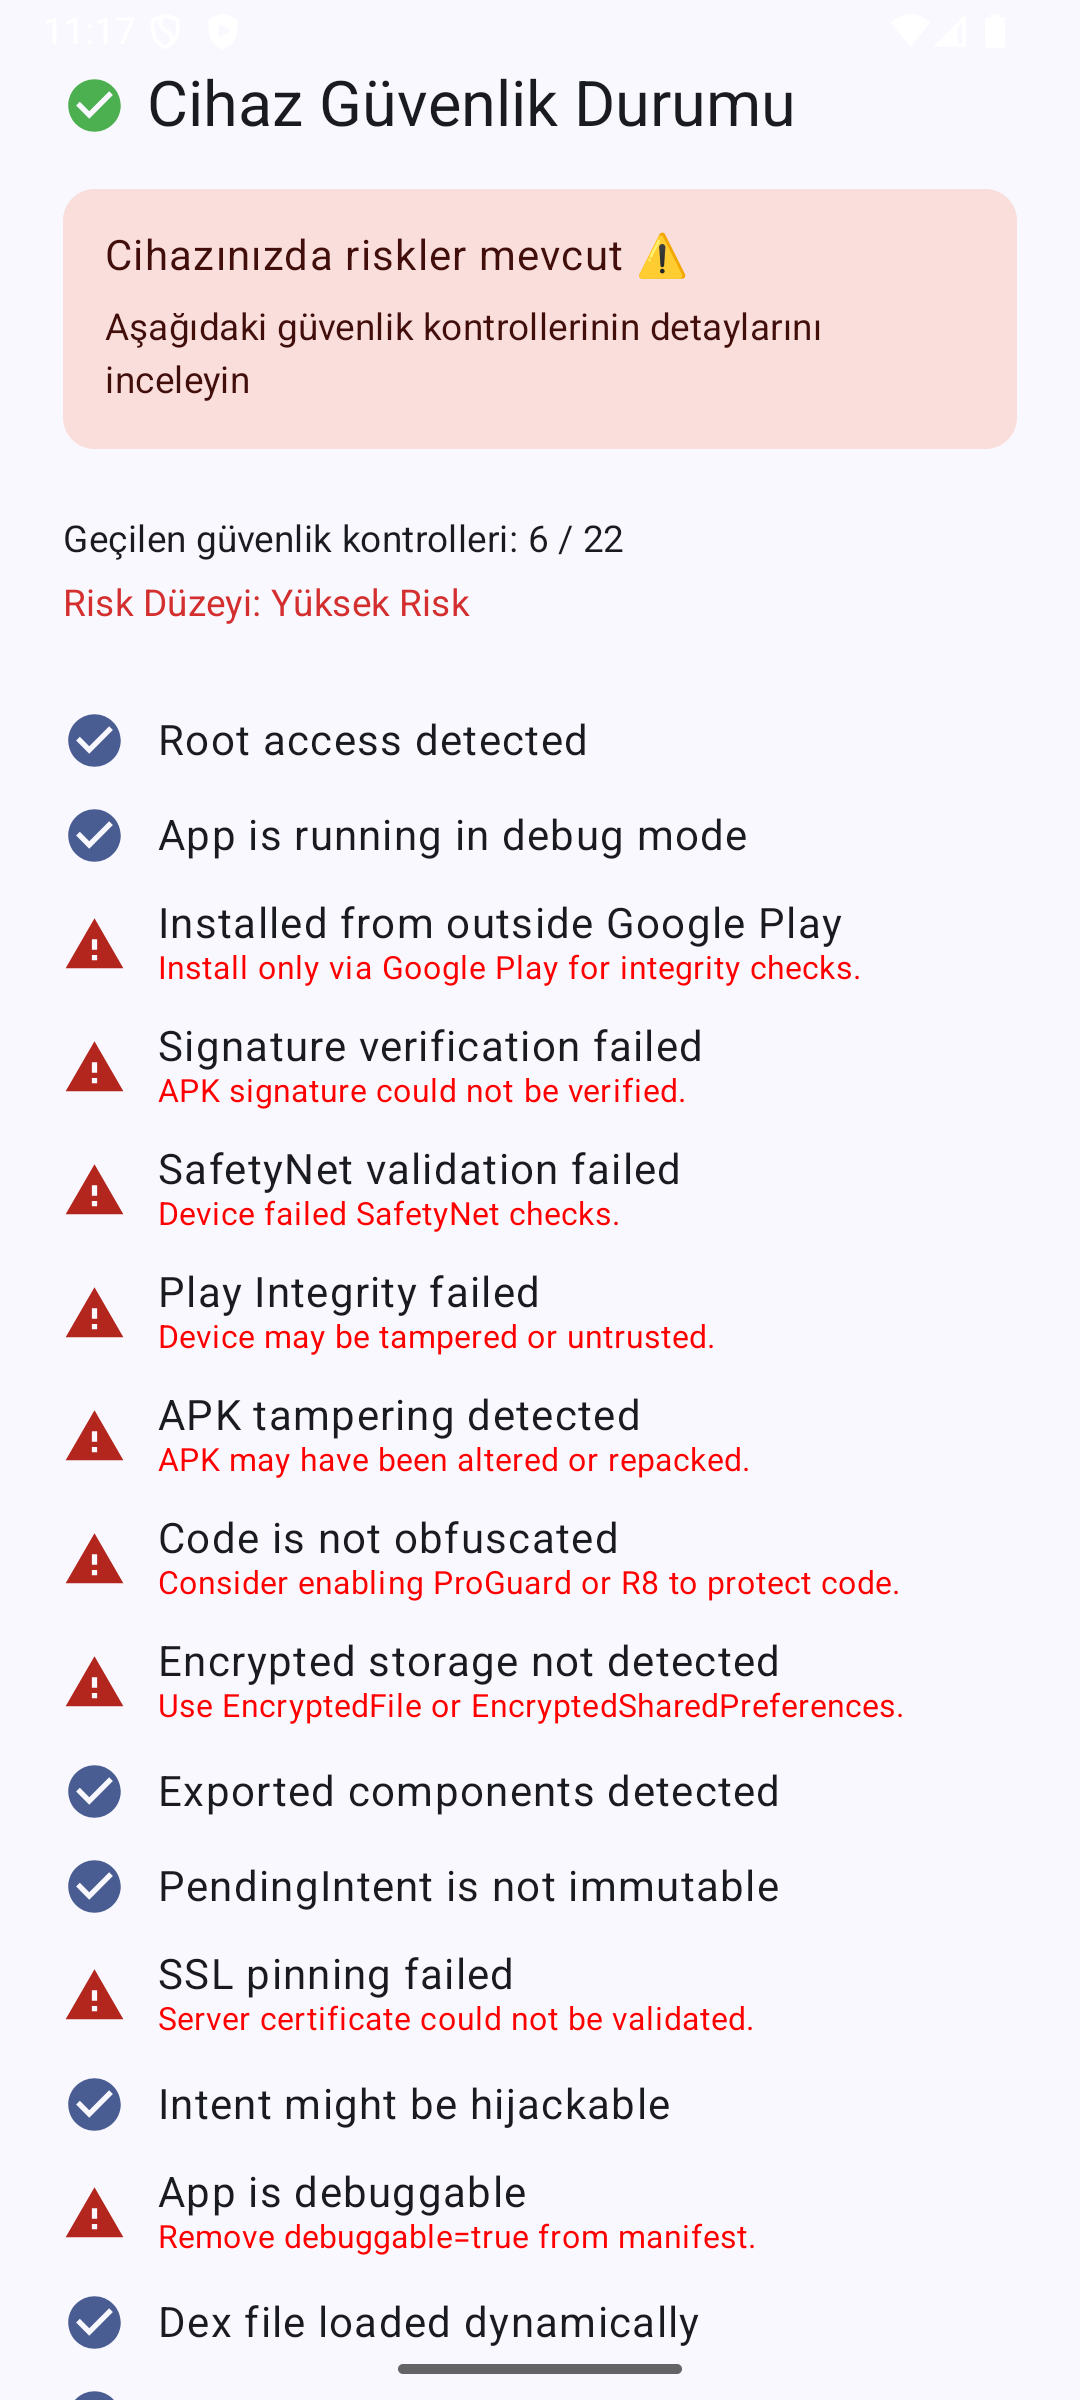 11:17
Cihaz Güvenlik Durumu
Cihazınızda riskler mevcut ⚠️
Aşağıdaki güvenlik kontrollerinin detaylarını
inceleyin
Geçilen güvenlik kontrolleri: 6 / 22
Risk Düzeyi: Yüksek Risk
Root access detected
App is running in debug mode
Installed from outside Google Play
Install only via Google Play for integrity checks.
Signature verification failed
APK signature could not be verified.
SafetyNet validation failed
Device failed SafetyNet checks.
Play Integrity failed
Device may be tampered or untrusted.
APK tampering detected
APK may have been altered or repacked.
Code is not obfuscated
Consider enabling ProGuard or R8 to protect code.
Encrypted storage not detected
Use EncryptedFile or EncryptedSharedPreferences.
Exported components detected
PendingIntent is not immutable
SSL pinning failed
Server certificate could not be validated.
Intent might be hijackable
App is debuggable
Remove debuggable=true from manifest.
Dex file loaded dynamically